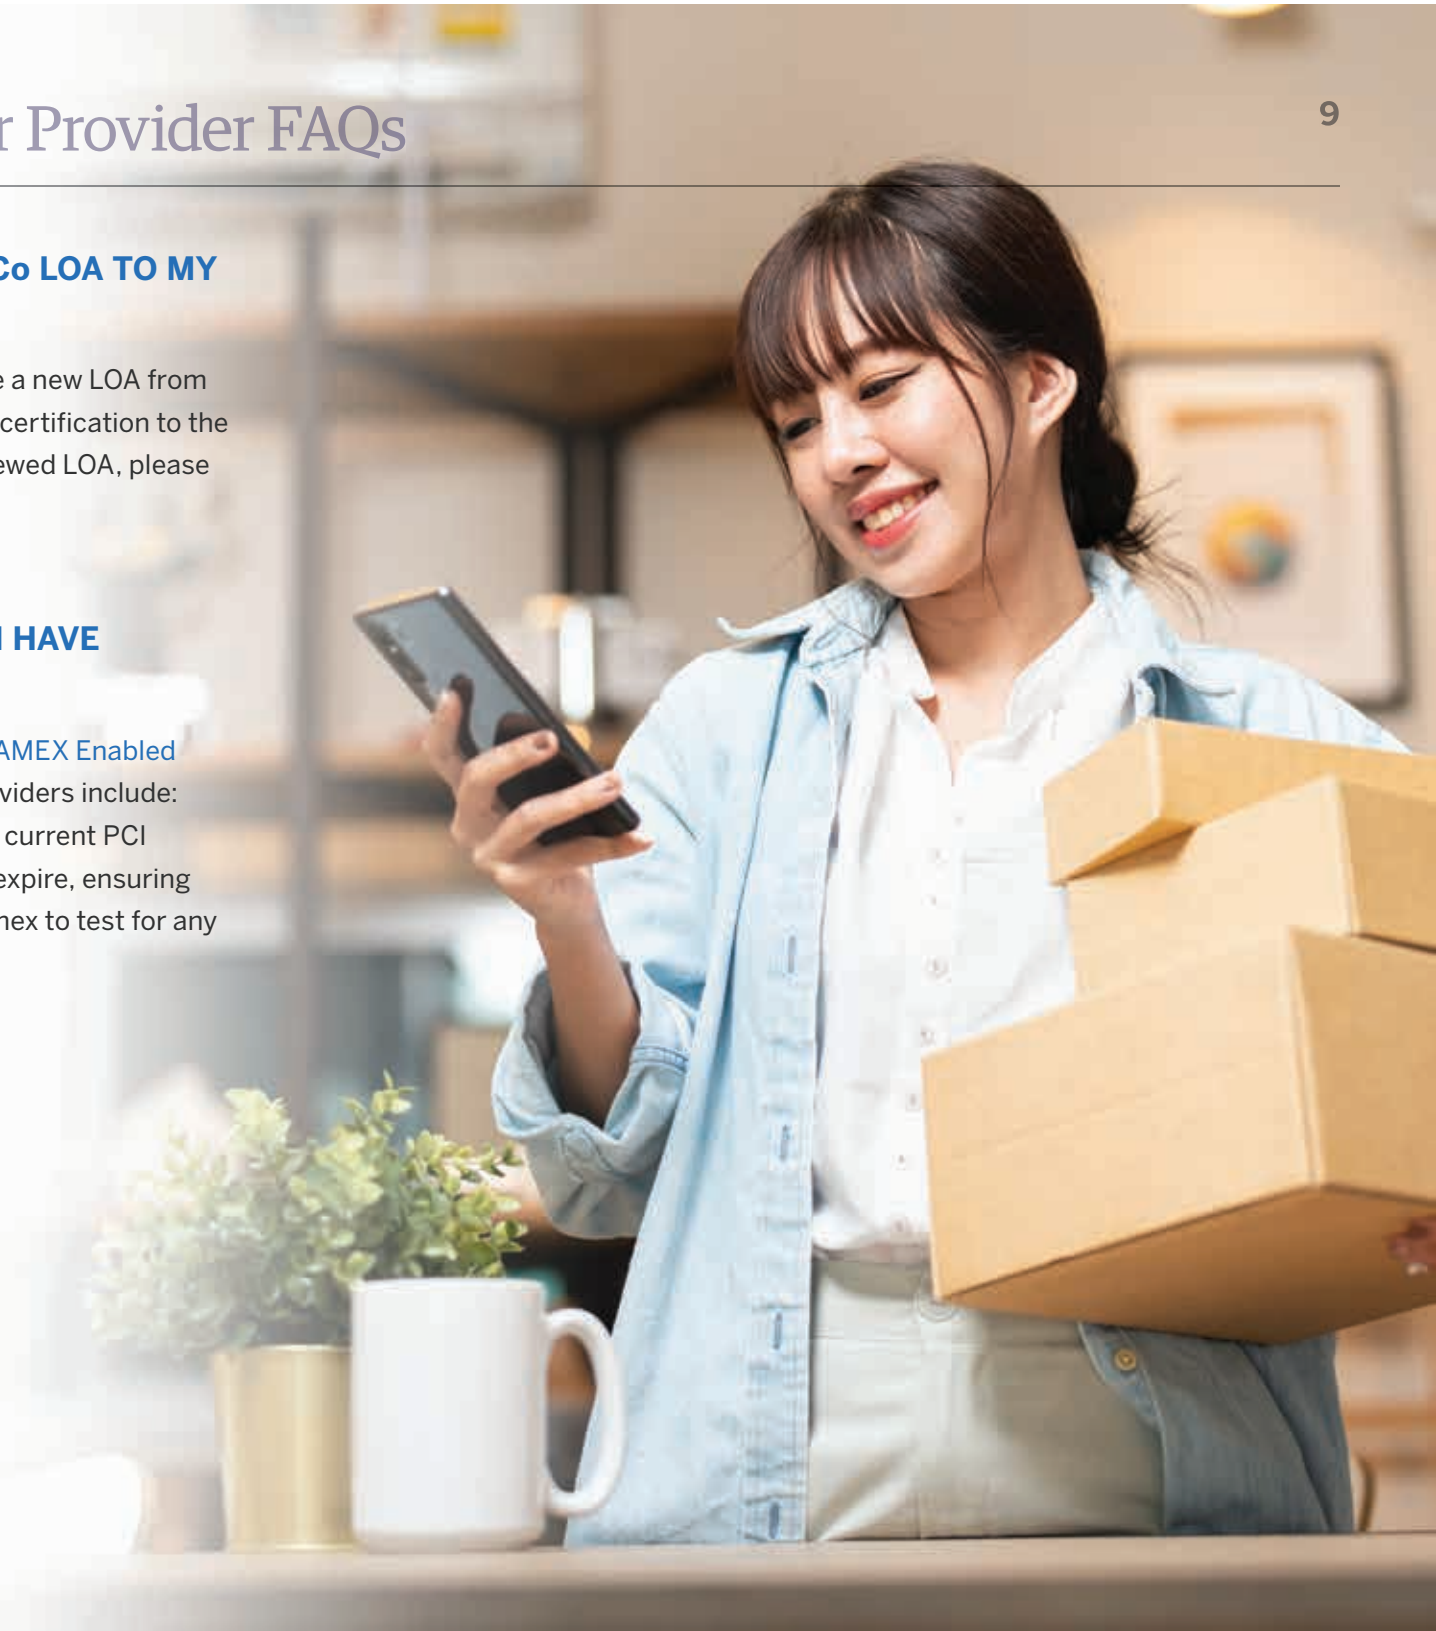 r Provider FAQs
9
Co LOA TO MY
e a new LOA from
certification to the
ewed LOA, please
I HAVE
AMEX Enabled
viders include:
current PCI
expire, ensuring
nex to test for any